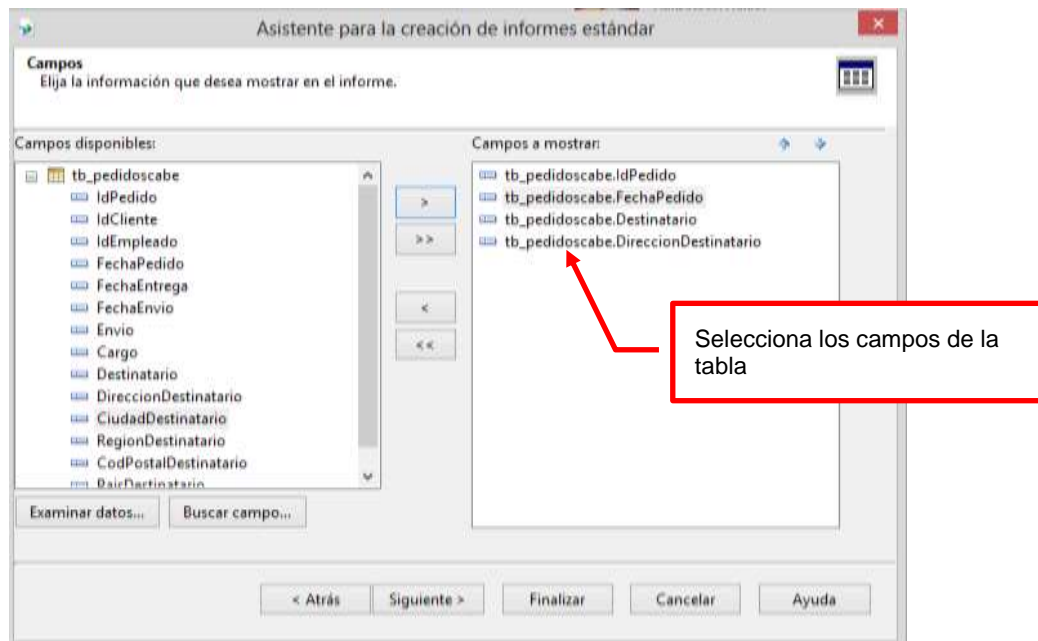 Asistente para la creación de informes estándar
Campos
Elija la información que desea mostrar en el informe.
Campos disponibles:
tb_pedidoscabe
IdPedido
IdCliente
IdEmpleado
FechaPedido
FechaEntrega
FechaEnvio
Envio
Cargo
Destinatario
DireccionDestinatario
CiudadDestinatario
RegionDestinatario
CodPostalDestinatario
Examinar datos...
Buscar campo...
>
>>
<
<<
Campos a mostrar:
tb_pedidoscabe.IdPedido
tb_pedidoscabe.FechaPedido
tb_pedidoscabe.Destinatario
tb_pedidoscabe.DireccionDestinatario
Selecciona los campos de la
tabla
< Atrás
Siguiente >
Finalizar
Cancelar
Ayuda